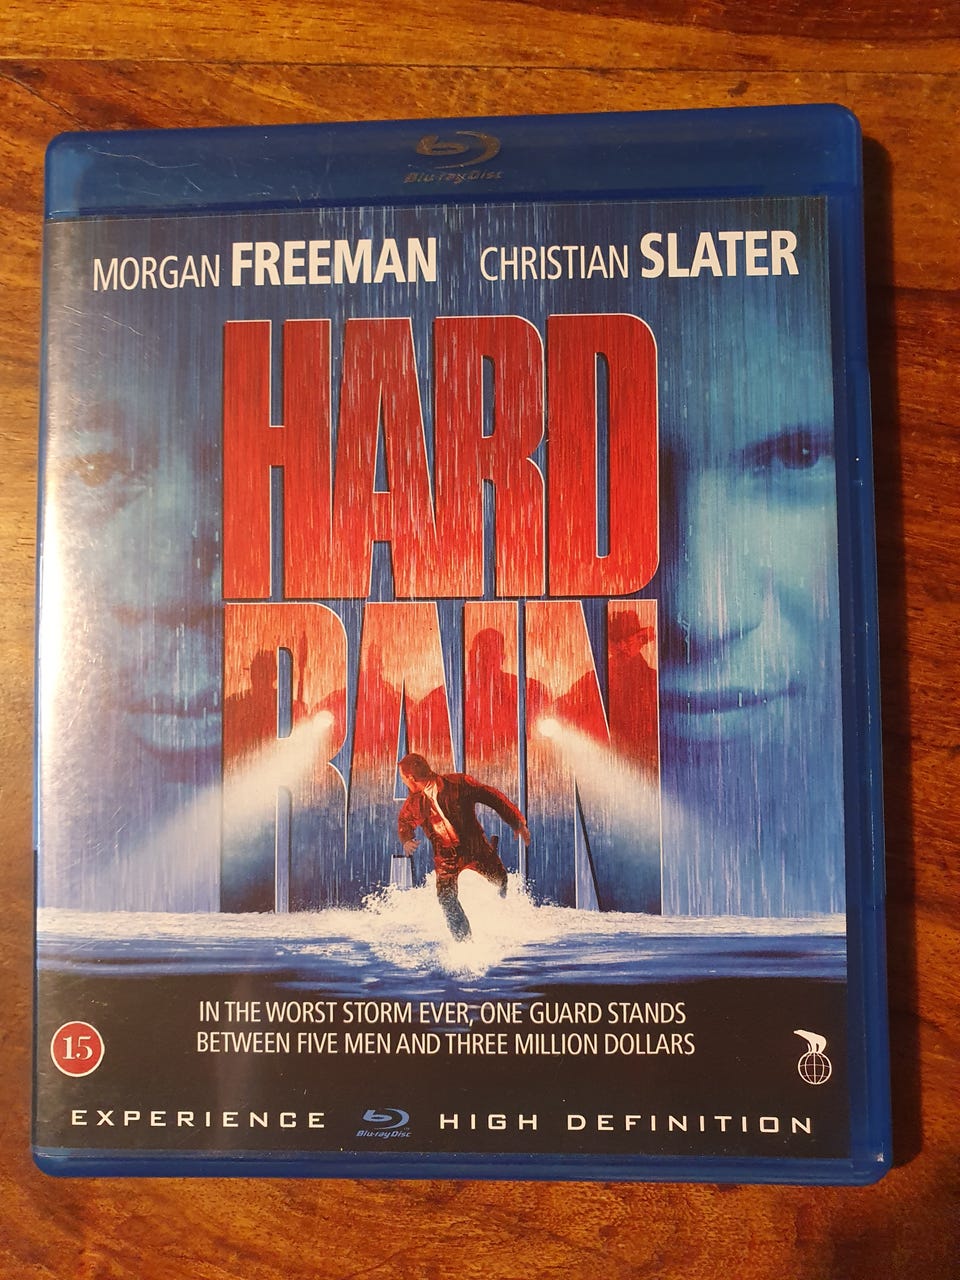 Blu-ray Disc
MORGAN FREEMAN CHRISTIAN SLATER
HARD
RAIN
IN THE WORST STORM EVER, ONE GUARD STANDS
BETWEEN FIVE MEN AND THREE MILLION DOLLARS
15
EXPERIENCE Blu-ray Disc HIGH DEFINITION